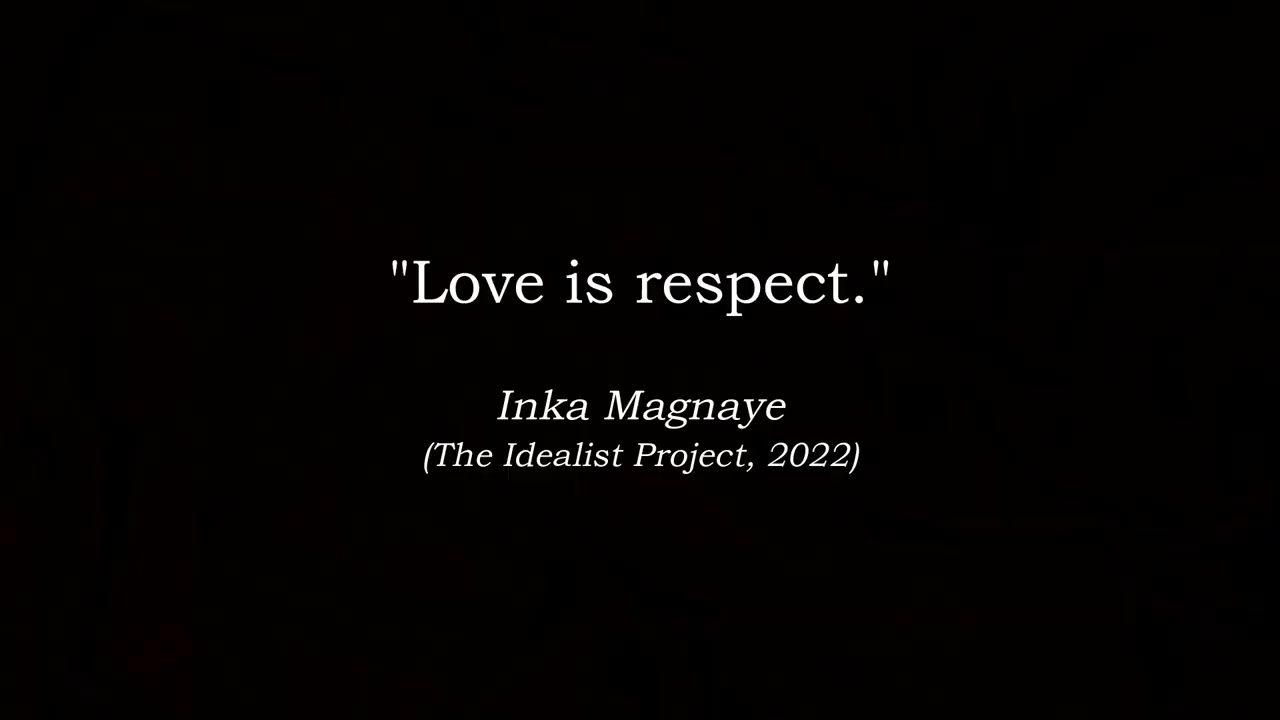 "Love is respect."
Inka Magnaye
(The Idealist Project, 2022)